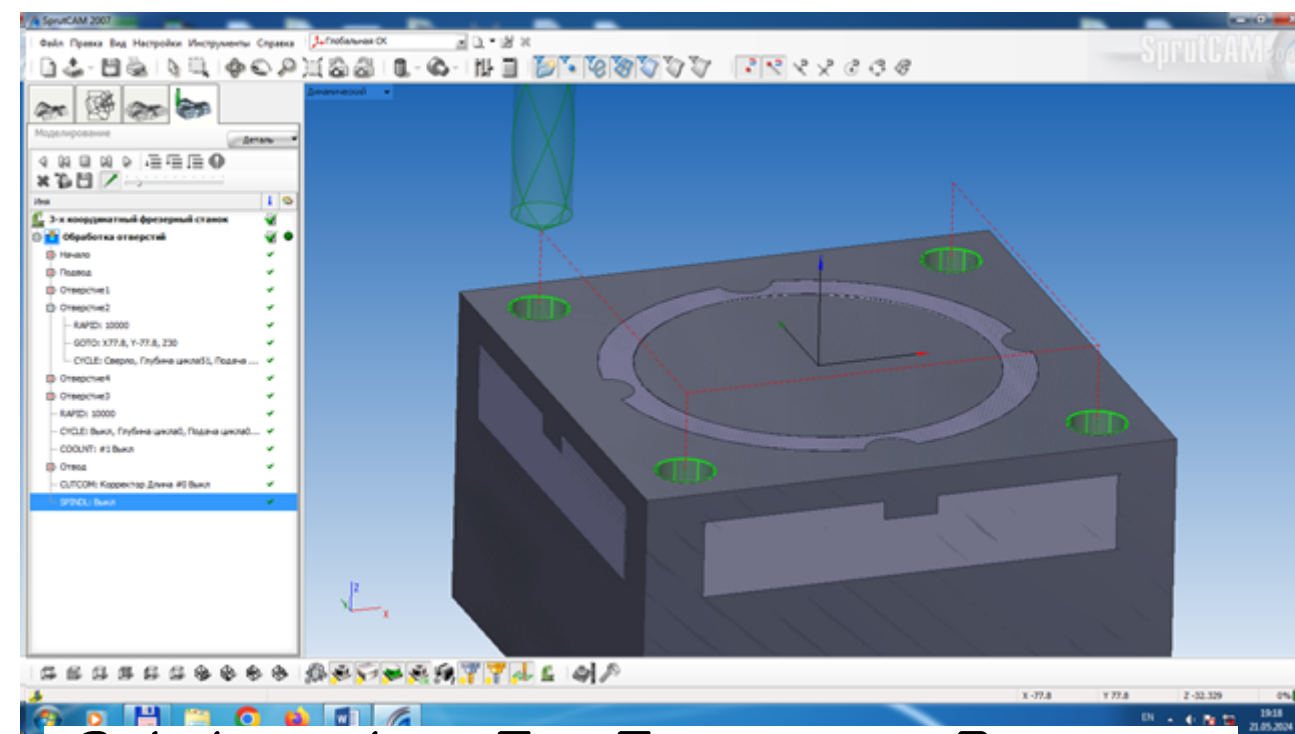 SprutCAM 2007
Файл Правка Вид Настройки Инструменты Справка
Глобальная СК
SprutCAM
Динамический
Моделирование
Деталь
Имя
3-х координатный фрезерный станок
Обработка отверстий
Начало
Подвод
Отверстие1
Отверстие2
RAPID: 10000
GOTO: X77.8, Y-77.8, Z30
CYCLE: Сверло, Глубина цикла51, Подача ...
Отверстие4
Отверстие3
RAPID: 10000
CYCLE: Выкл, Глубина цикла0, Подача цикла0...
COOLNT: #1 Выкл
Отвод
CUTCOM: Корректор Длина #0 Выкл
SPINDL: Выкл
Z
Y
X
X -77.8 Y 77.8 Z -32.329 0%
EN 19:18
21.05.2024